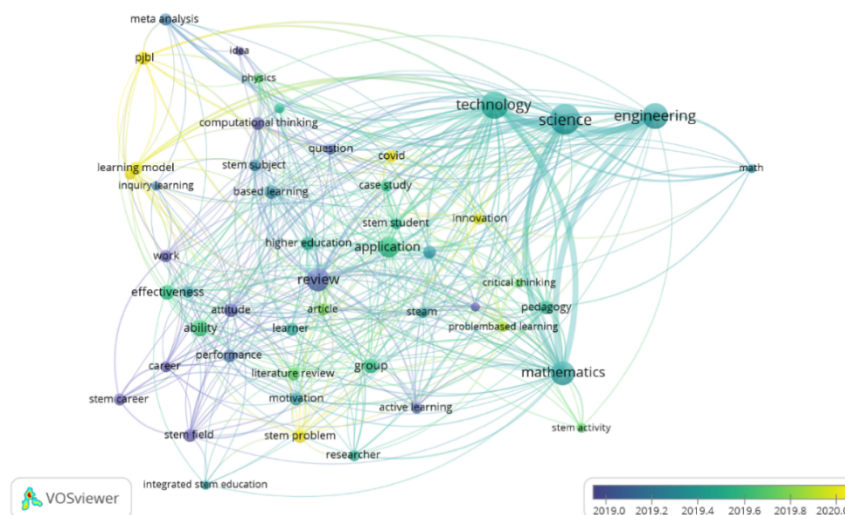 meta analysis
pjbl
idea
physics
technology
science
engineering
computational thinking
question
covid
math
learning model
stem subject
inquiry learning
based learning
case study
innovation
stem student
higher education
application
work
review
critical thinking
effectiveness
attitude
article
steam
pedagogy
ability
learner
problembased learning
performance
career
literature review
group
mathematics
stem career
motivation
active learning
stem field
stem problem
stem activity
researcher
integrated stem education
VOSviewer
2019.0 2019.2 2019.4 2019.6 2019.8